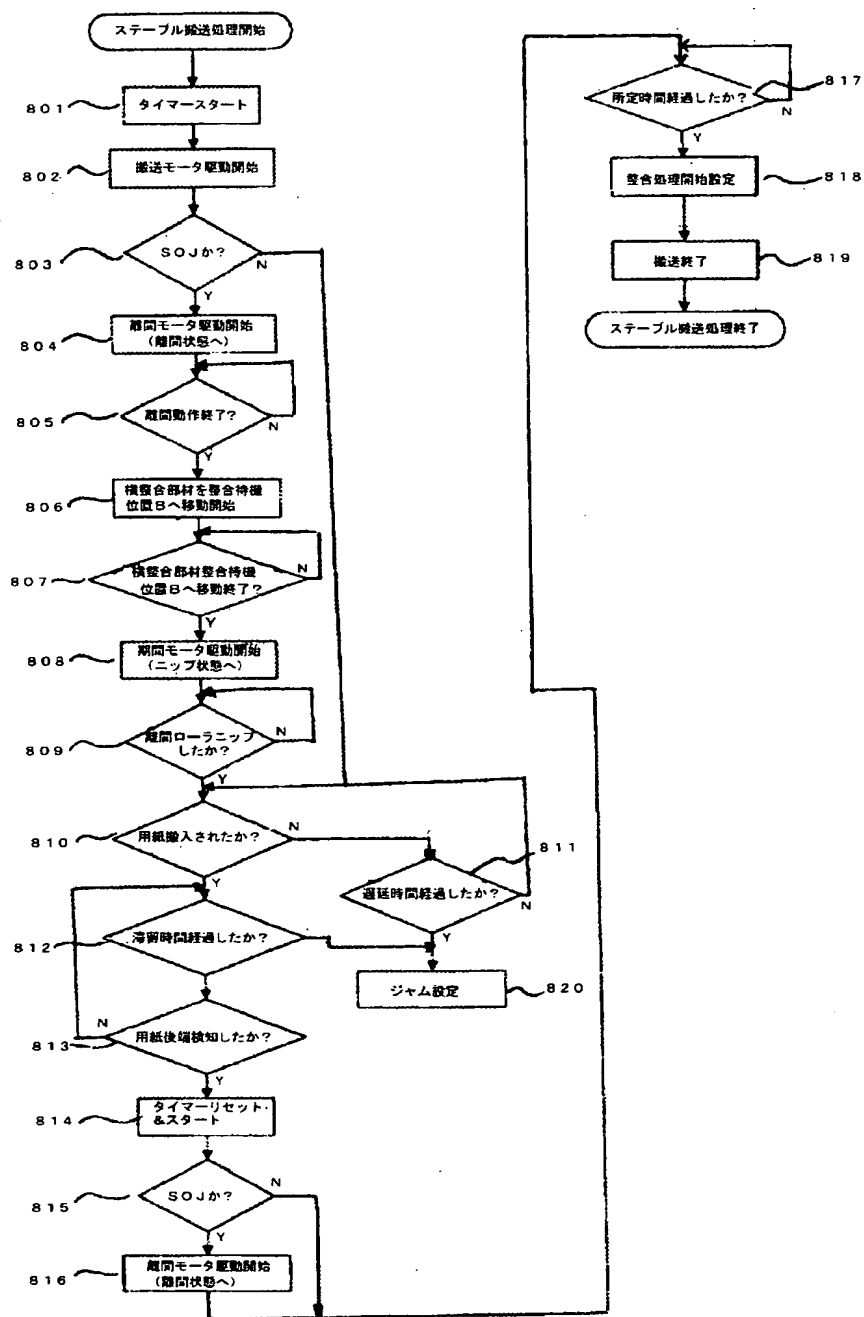 ステープル搬送処理開始
801
タイマースタート
802
搬送モータ駆動開始
803
SOJか?
N
Y
804
離間モータ駆動開始
(離間状態へ)
805
離間動作終了?
N
Y
806
横整合部材を整合待機
位置Bへ移動開始
807
横整合部材整合待機
位置Bへ移動終了?
N
Y
808
期間モータ駆動開始
(ニップ状態へ)
809
離間ローラニップ
したか?
N
Y
810
用紙搬入されたか?
N
Y
811
遅延時間経過したか?
N
Y
812
滞留時間経過したか?
820
ジャム設定
813
用紙後端検知したか?
N
Y
814
タイマーリセット
&スタート
815
SOJか?
N
Y
816
離間モータ駆動開始
(離間状態へ)
817
所定時間経過したか?
N
Y
818
整合処理開始設定
819
搬送終了
ステープル搬送処理終了